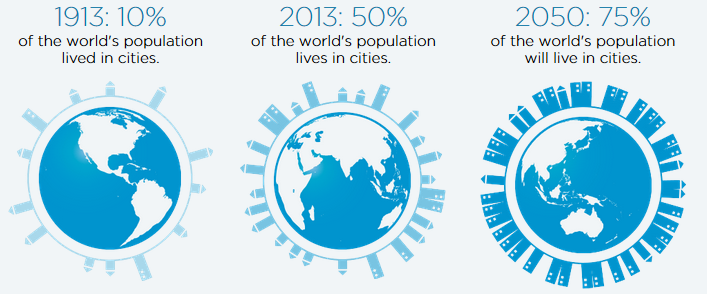 1913: 10%
of the world's population
lived in cities.
2013: 50%
of the world's population
lives in cities.
2050: 75%
of the world's population
will live in cities.